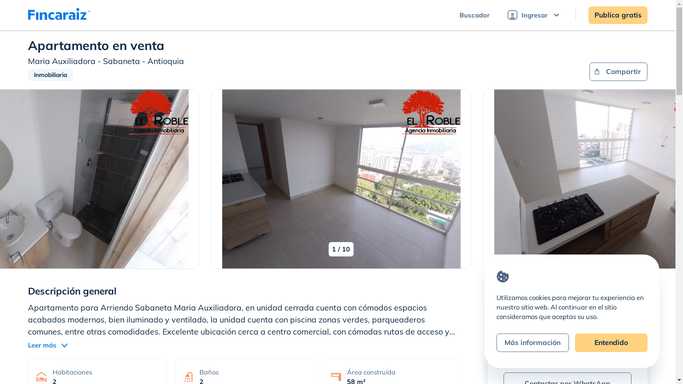 Fincaraiz
Buscador
Ingresar
Publica gratis
Apartamento en venta
Maria Auxiliadora - Sabaneta - Antioquia
Inmobiliaria
Compartir
EL ROBLE
Agencia Inmobiliaria
EL ROBLE
Agencia Inmobiliaria
1 / 10
Descripción general
Apartamento para Arriendo Sabaneta Maria Auxiliadora, en unidad cerrada cuenta con cómodos espacios
acabados modernos, bien iluminado y ventilado, la unidad cuenta con piscina zonas verdes, parqueaderos
comunes, entre otras comodidades. Excelente ubicación cerca a centro comercial, con cómodas rutas de acceso y...
Leer más
Habitaciones
2
Baños
2
Área construida
58 m²
Utilizamos cookies para mejorar tu experiencia en
nuestro sitio web. Al continuar en el sitio
consideramos que aceptas su uso.
Más información
Entendido
Contactar por WhatsApp